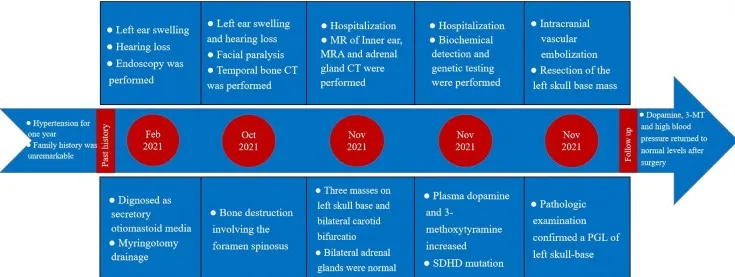 ● Hypertension for
one year
● Family history was
unremarkable
Past history
● Left ear swelling
● Hearing loss
● Endoscopy was
performed
Feb
2021
● Dignosed as
secretory
otiomastoid media
● Myringotomy
drainage
● Left ear swelling
and hearing loss
● Facial paralysis
● Temporal bone CT
was performed
Oct
2021
● Bone destruction
involving the
foramen spinosus
● Hospitalization
● MR of Inner ear,
MRA and adrenal
gland CT were
performed
Nov
2021
● Three masses on
left skull base and
bilateral carotid
bifurcatio
● Bilateral adrenal
glands were normal
● Hospitalization
● Biochemical
detection and
genetic testing
were performed
Nov
2021
● Plasma dopamine
and 3-
methoxytyramine
increased
● SDHD mutation
● Intracranial
vascular
embolization
● Resection of the
left skull base mass
Nov
2021
● Pathologic
examination
confirmed a PGL of
left skull-base
Follow up
● Dopamine, 3-MT
and high blood
pressure returned to
normal levels after
surgery